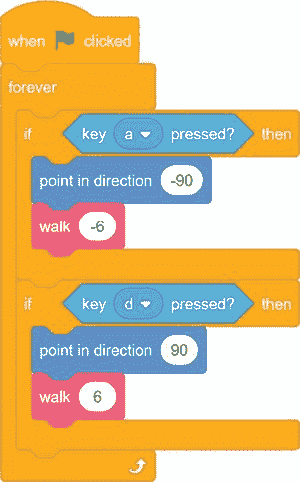 when clicked
forever
if key a pressed? then
point in direction -90
walk -6
if key d pressed? then
point in direction 90
walk 6